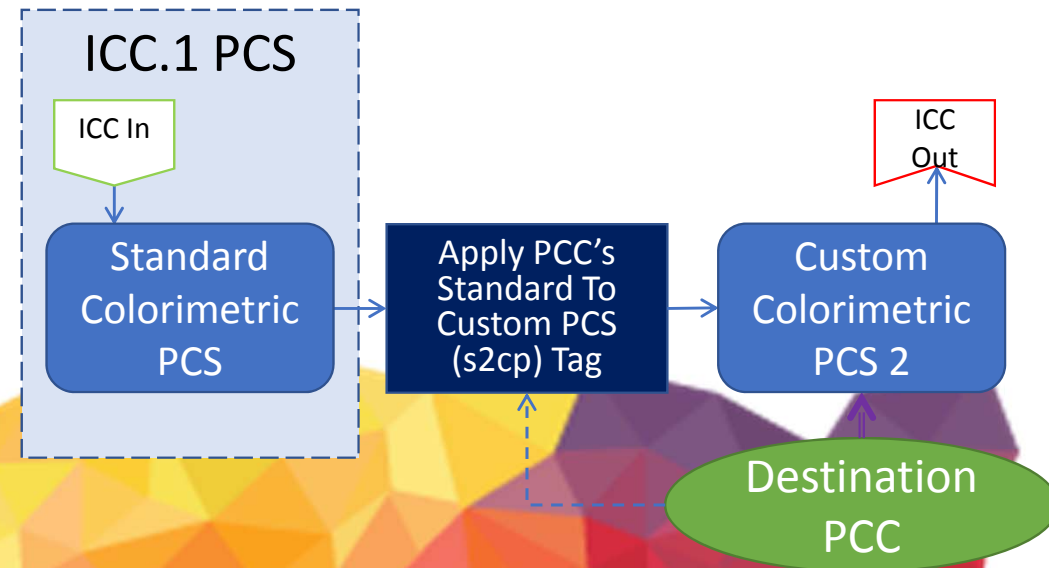 ICC.1 PCS
ICC In
Standard
Colorimetric
PCS
Apply PCC's
Standard To
Custom PCS
(s2cp) Tag
ICC
Out
Custom
Colorimetric
PCS 2
Destination
PCC